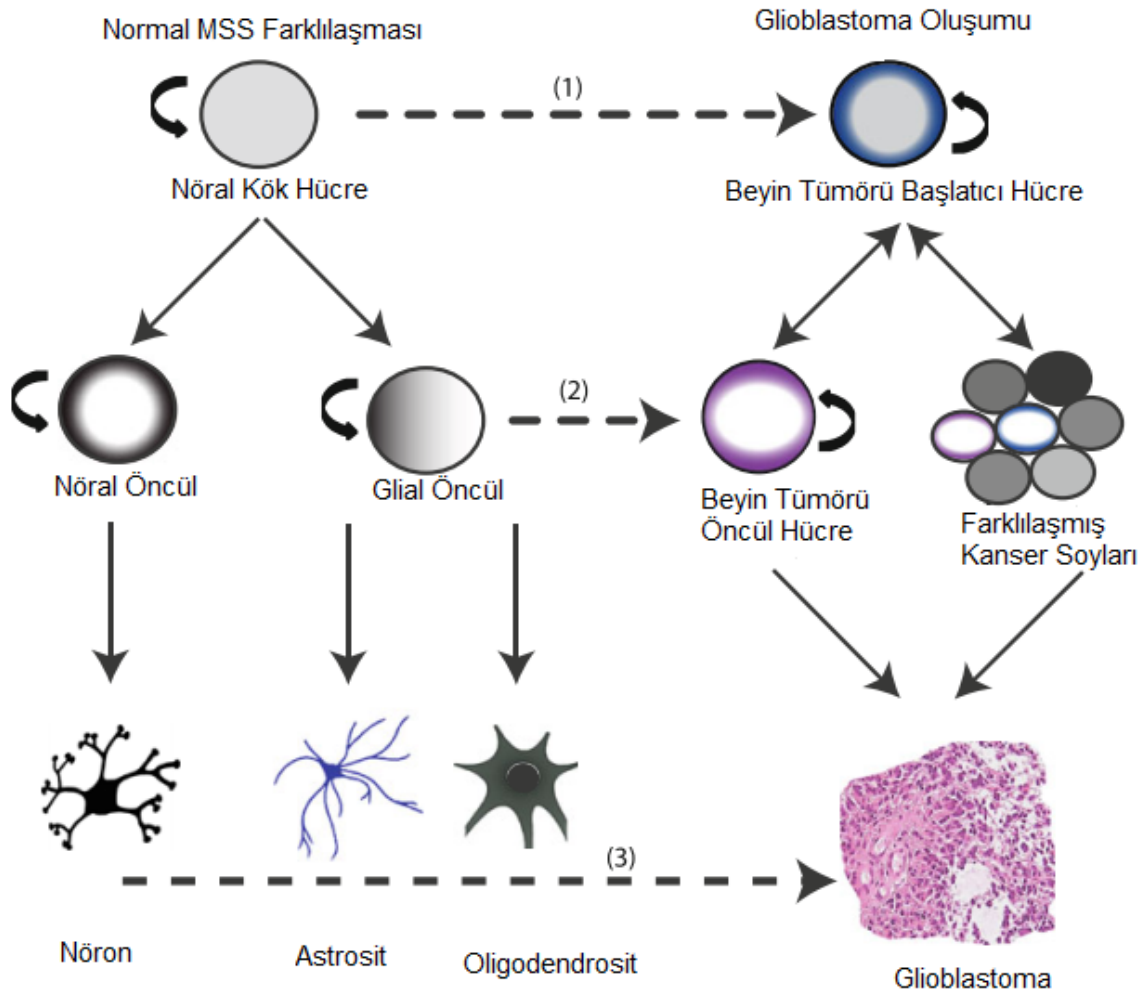 Normal MSS Farklılaşması
Glioblastoma Oluşumu
(1)
Nöral Kök Hücre
Beyin Tümörü Başlatıcı Hücre
(2)
Nöral Öncül
Glial Öncül
Beyin Tümörü
Öncül Hücre
Farklılaşmış
Kanser Soyları
(3)
Nöron
Astrosit
Oligodendrosit
Glioblastoma